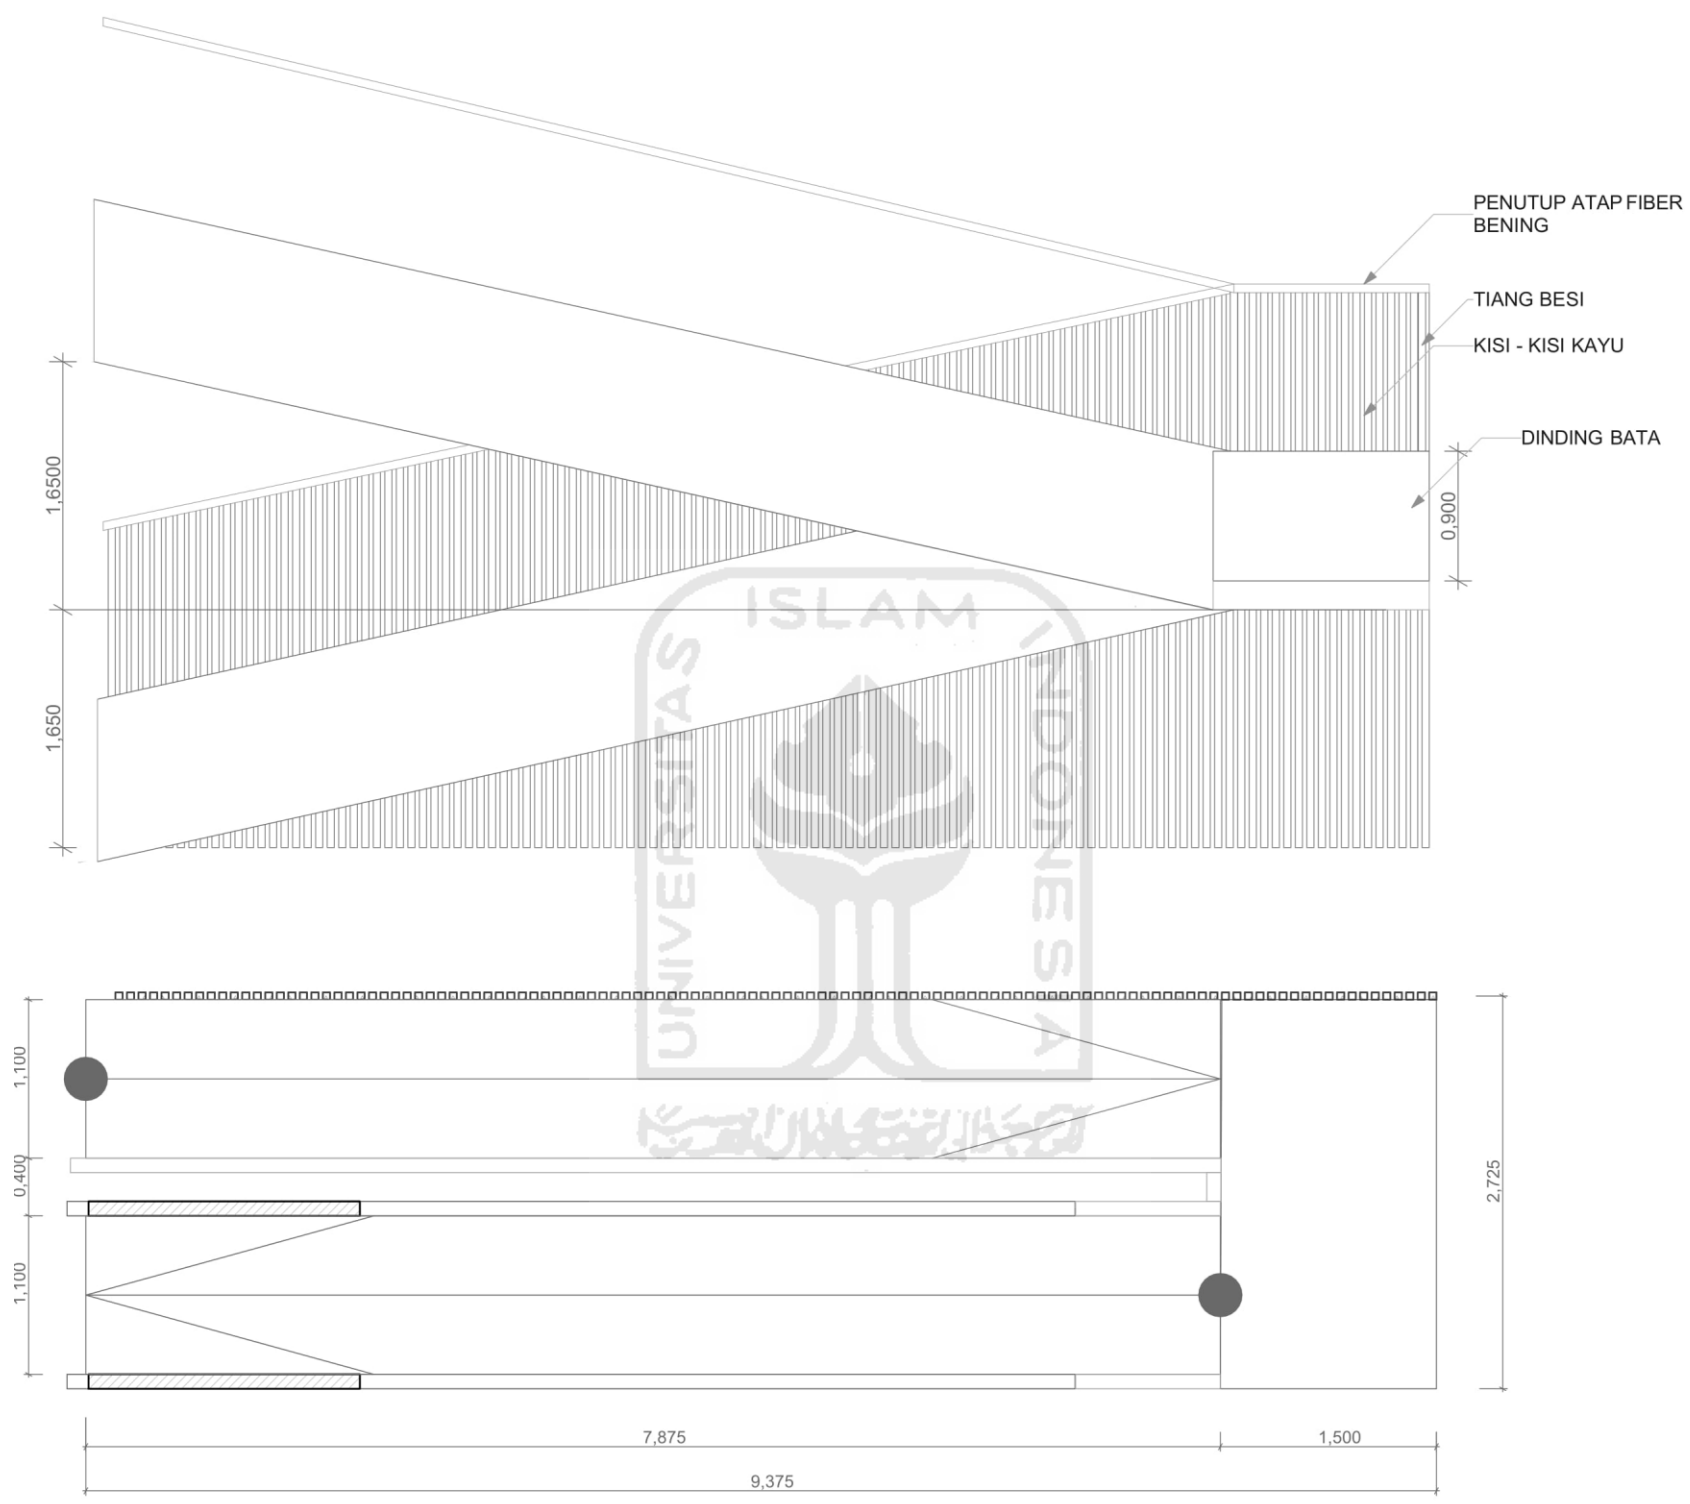 PENUTUP ATAP FIBER
BENING
TIANG BESI
KISI - KISI KAYU
DINDING BATA
1,6500
0,900
1,650
ISLAM
UNIVERSITAS
INDONESIA
1,100
0,400
1,100
2,725
7,875
1,500
9,375